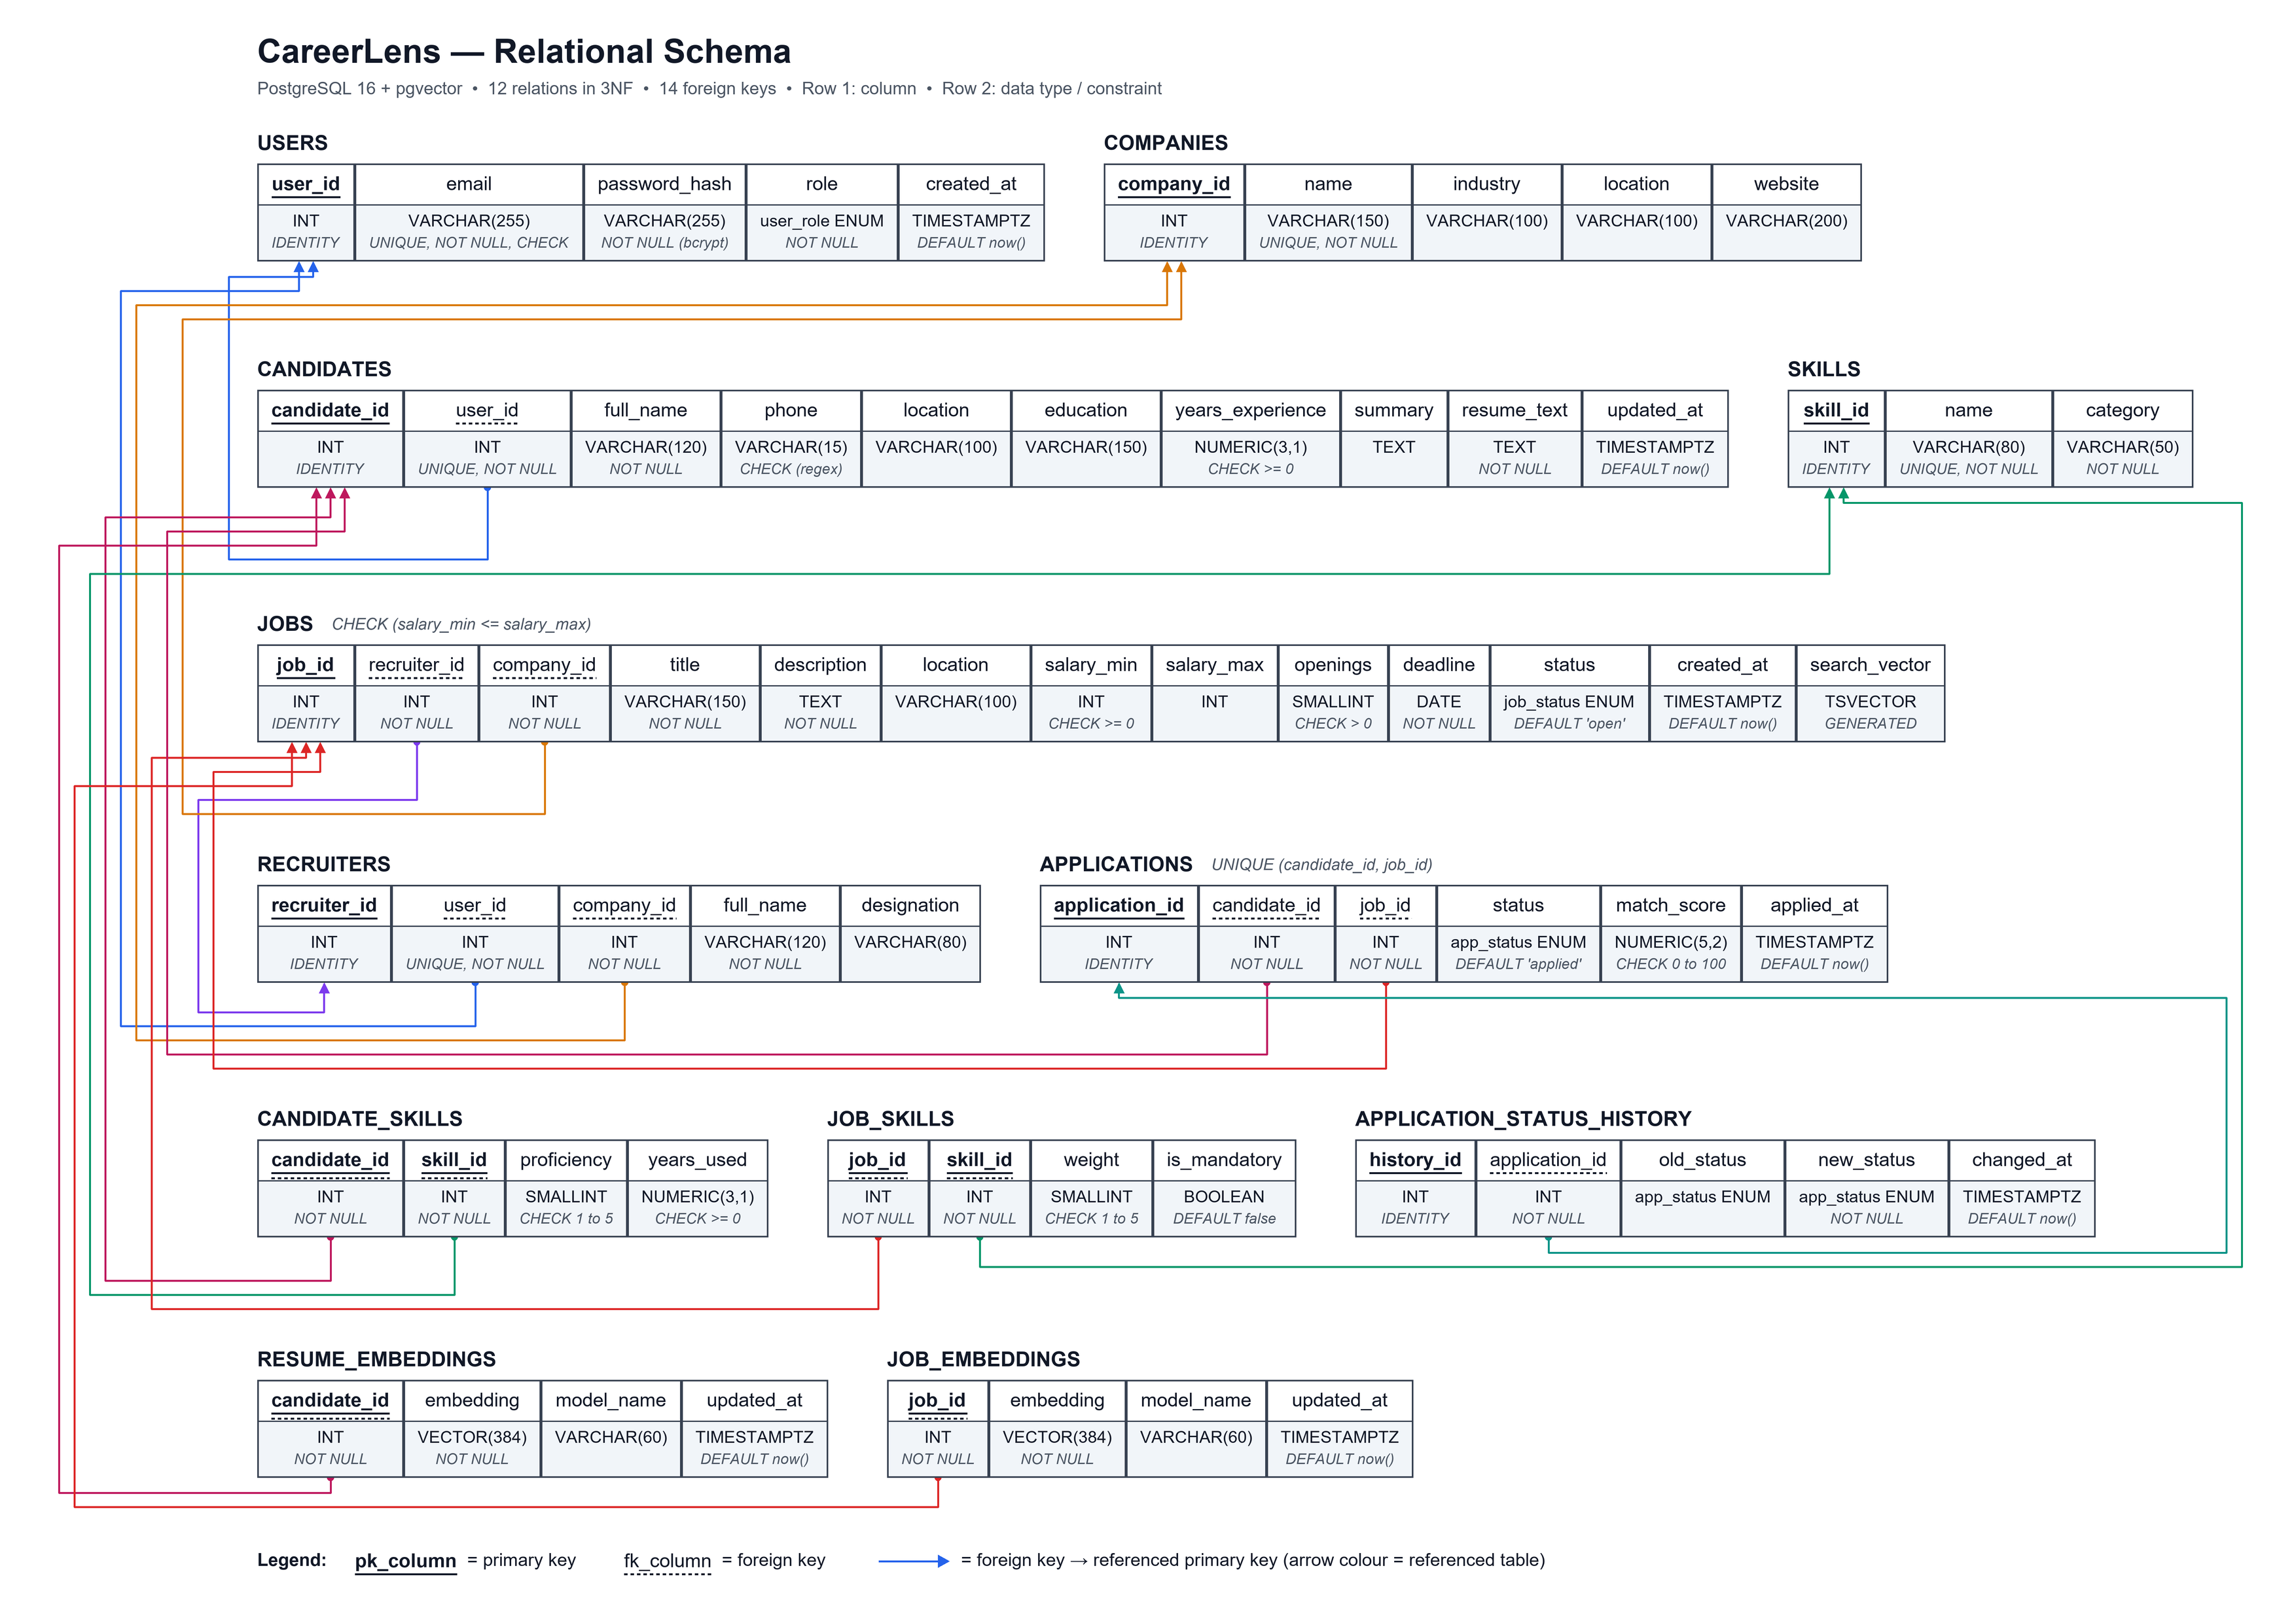 CareerLens — Relational Schema
PostgreSQL 16 + pgvector • 12 relations in 3NF • 14 foreign keys • Row 1: column • Row 2: data type / constraint
USERS
user_id email password_hash role created_at
INT VARCHAR(255) VARCHAR(255) user_role ENUM TIMESTAMPTZ
IDENTITY UNIQUE, NOT NULL, CHECK NOT NULL (bcrypt) NOT NULL DEFAULT now()
COMPANIES
company_id name industry location website
INT VARCHAR(150) VARCHAR(100) VARCHAR(100) VARCHAR(200)
IDENTITY UNIQUE, NOT NULL
CANDIDATES
candidate_id user_id full_name phone location education years_experience summary resume_text updated_at
INT INT VARCHAR(120) VARCHAR(15) VARCHAR(100) VARCHAR(150) NUMERIC(3,1) TEXT TEXT TIMESTAMPTZ
IDENTITY UNIQUE, NOT NULL NOT NULL CHECK (regex) CHECK >= 0 NOT NULL DEFAULT now()
SKILLS
skill_id name category
INT VARCHAR(80) VARCHAR(50)
IDENTITY UNIQUE, NOT NULL NOT NULL
JOBS CHECK (salary_min <= salary_max)
job_id recruiter_id company_id title description location salary_min salary_max openings deadline status created_at search_vector
INT INT INT VARCHAR(150) TEXT VARCHAR(100) INT INT SMALLINT DATE job_status ENUM TIMESTAMPTZ TSVECTOR
IDENTITY NOT NULL NOT NULL NOT NULL NOT NULL CHECK >= 0 CHECK > 0 NOT NULL DEFAULT 'open' DEFAULT now() GENERATED
RECRUITERS
recruiter_id user_id company_id full_name designation
INT INT INT VARCHAR(120) VARCHAR(80)
IDENTITY UNIQUE, NOT NULL NOT NULL NOT NULL
APPLICATIONS UNIQUE (candidate_id, job_id)
application_id candidate_id job_id status match_score applied_at
INT INT INT app_status ENUM NUMERIC(5,2) TIMESTAMPTZ
IDENTITY NOT NULL NOT NULL DEFAULT 'applied' CHECK 0 to 100 DEFAULT now()
CANDIDATE_SKILLS
candidate_id skill_id proficiency years_used
INT INT SMALLINT NUMERIC(3,1)
NOT NULL NOT NULL CHECK 1 to 5 CHECK >= 0
JOB_SKILLS
job_id skill_id weight is_mandatory
INT INT SMALLINT BOOLEAN
NOT NULL NOT NULL CHECK 1 to 5 DEFAULT false
APPLICATION_STATUS_HISTORY
history_id application_id old_status new_status changed_at
INT INT app_status ENUM app_status ENUM TIMESTAMPTZ
IDENTITY NOT NULL NOT NULL DEFAULT now()
RESUME_EMBEDDINGS
candidate_id embedding model_name updated_at
INT VECTOR(384) VARCHAR(60) TIMESTAMPTZ
NOT NULL NOT NULL DEFAULT now()
JOB_EMBEDDINGS
job_id embedding model_name updated_at
INT VECTOR(384) VARCHAR(60) TIMESTAMPTZ
NOT NULL NOT NULL DEFAULT now()
Legend: pk_column = primary key fk_column = foreign key = foreign key → referenced primary key (arrow colour = referenced table)